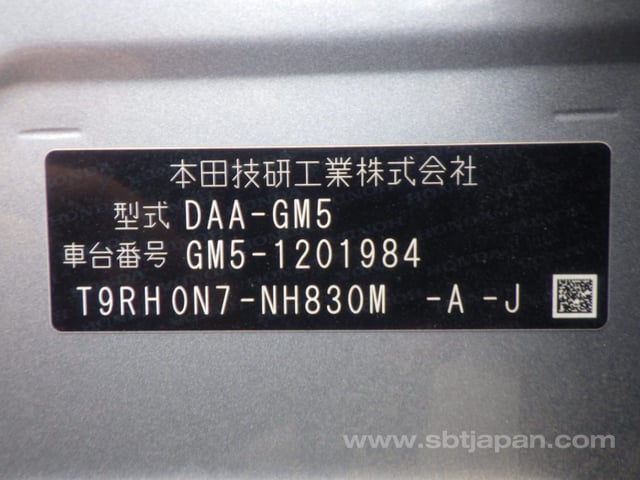 本田技研工業株式会社
型式 DAA-GM5
車台番号 GM5-1201984
T9RH0N7-NH830M -A -J
www.sbtjapan.com